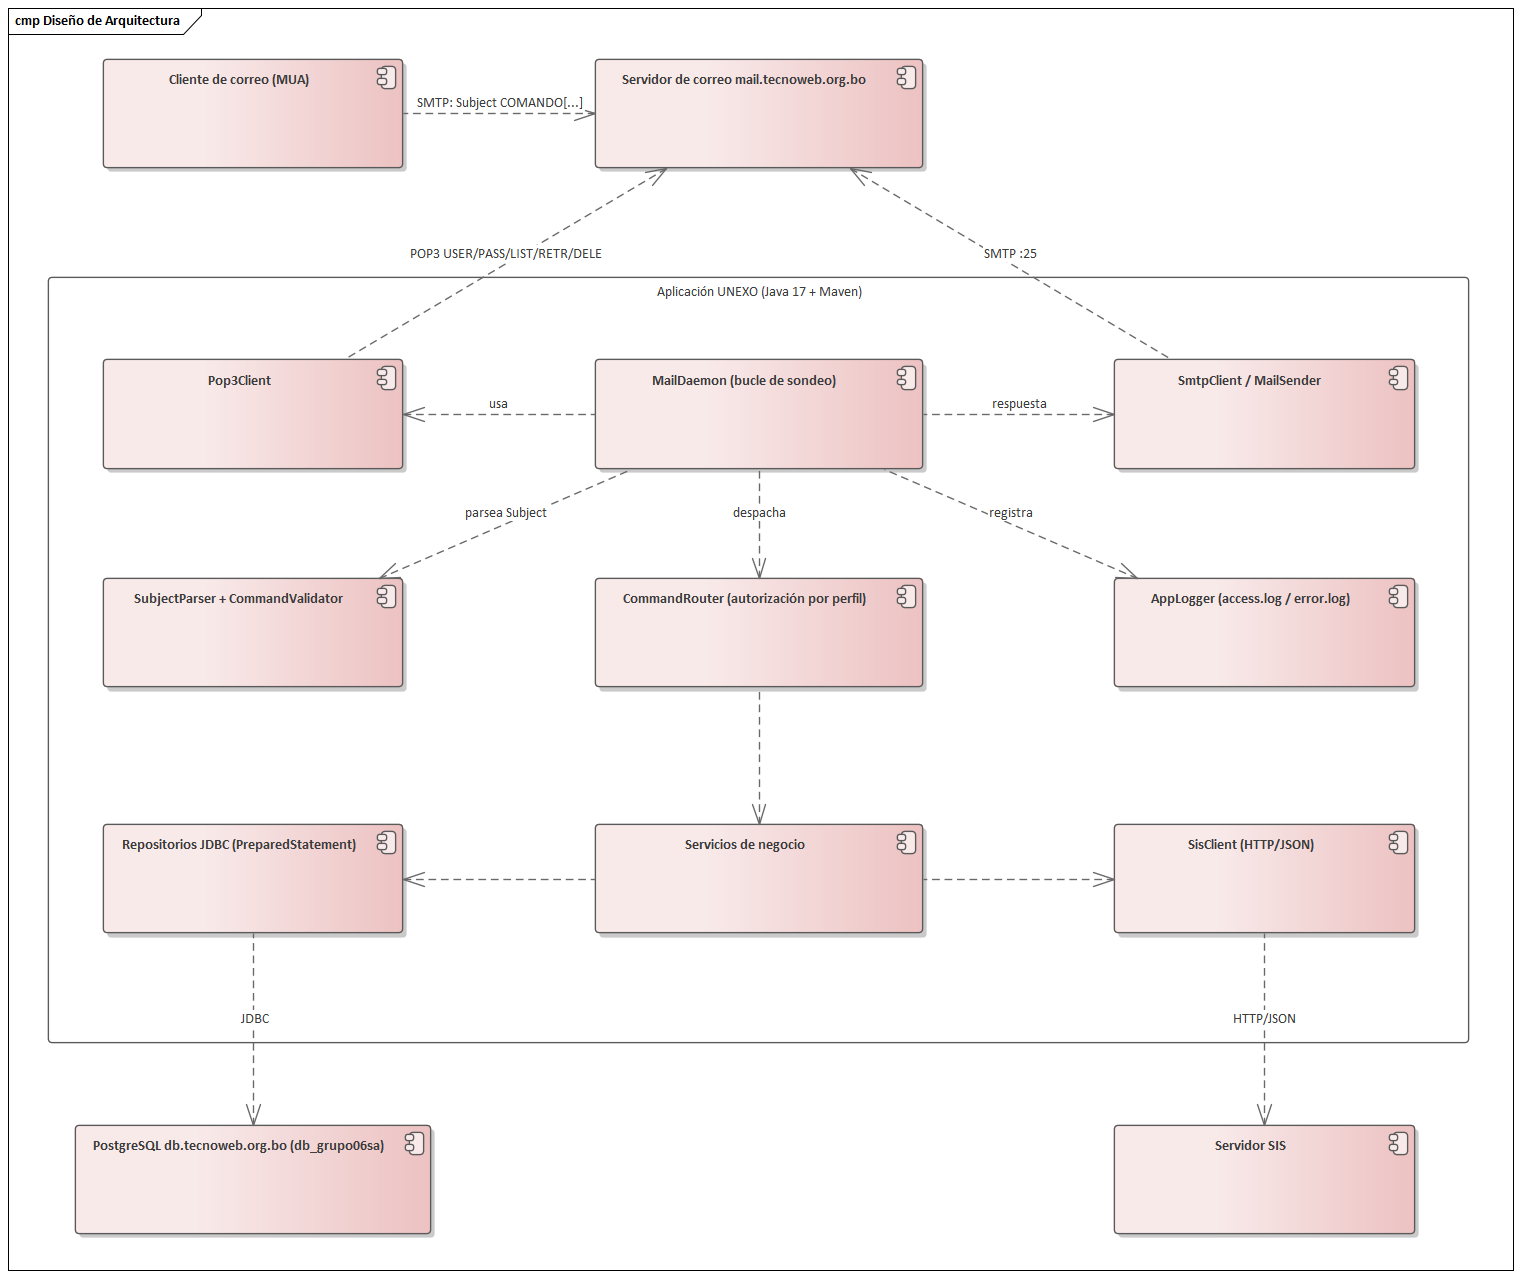 cmp Diseño de Arquitectura
Cliente de correo (MUA)
Servidor de correo mail.tecnoweb.org.bo
SMTP: Subject COMANDO[...]
POP3 USER/PASS/LIST/RETR/DELE
SMTP :25
Aplicación UNEXO (Java 17 + Maven)
Pop3Client
MailDaemon (bucle de sondeo)
SmtpClient / MailSender
usa
respuesta
parsea Subject
despacha
registra
SubjectParser + CommandValidator
CommandRouter (autorización por perfil)
AppLogger (access.log / error.log)
Repositorios JDBC (PreparedStatement)
Servicios de negocio
SisClient (HTTP/JSON)
JDBC
HTTP/JSON
PostgreSQL db.tecnoweb.org.bo (db_grupo06sa)
Servidor SIS